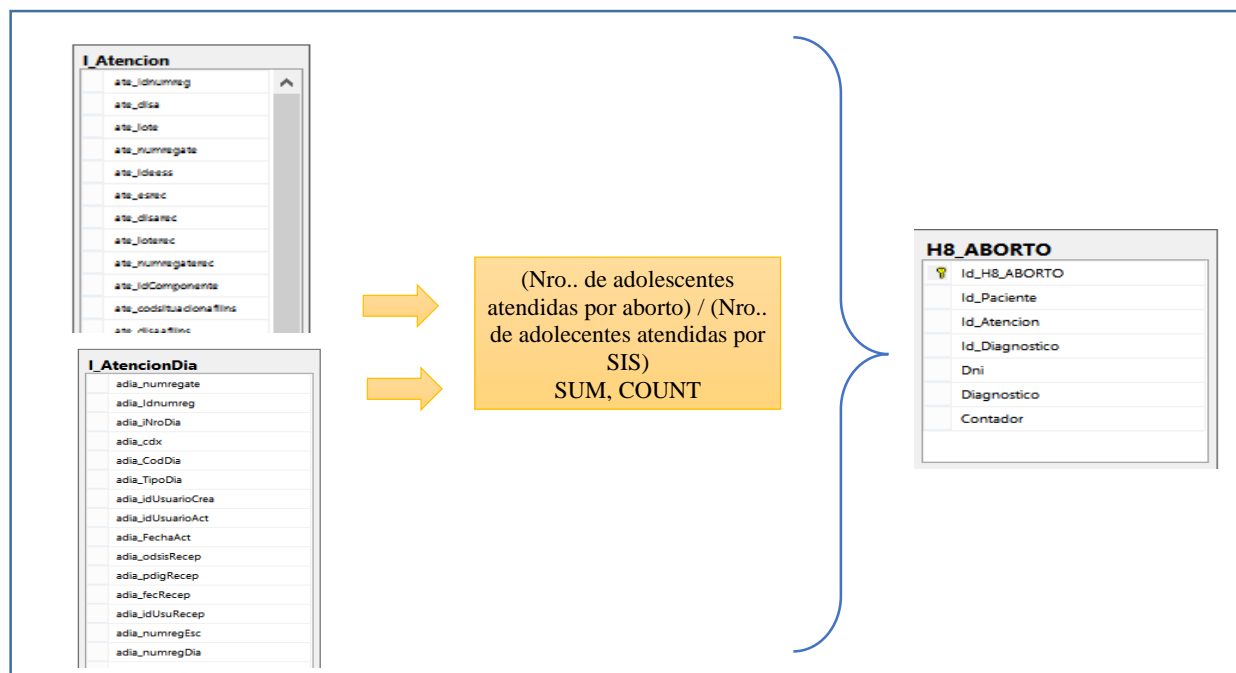 I_Atencion
ate_Idnumreg
ate_disa
ate_lote
ate_numregate
ate_Ideess
ate_esrec
ate_disarec
ate_loterec
ate_numregaterec
ate_IdComponente
ate_codsituacionafilns
ate_disaafilns
I_AtencionDia
adia_numregate
adia_Idnumreg
adia_iNroDia
adia_cdx
adia_CodDia
adia_TipoDia
adia_idUsuarioCrea
adia_idUsuarioAct
adia_FechaAct
adia_odsisRecep
adia_pdigRecep
adia_fecRecep
adia_idUsuRecep
adia_numregEsc
adia_numregDia
(Nro.. de adolescentes
atendidas por aborto) / (Nro..
de adolecentes atendidas por
SIS)
SUM, COUNT
H8_ABORTO
Id_H8_ABORTO
Id_Paciente
Id_Atencion
Id_Diagnostico
Dni
Diagnostico
Contador